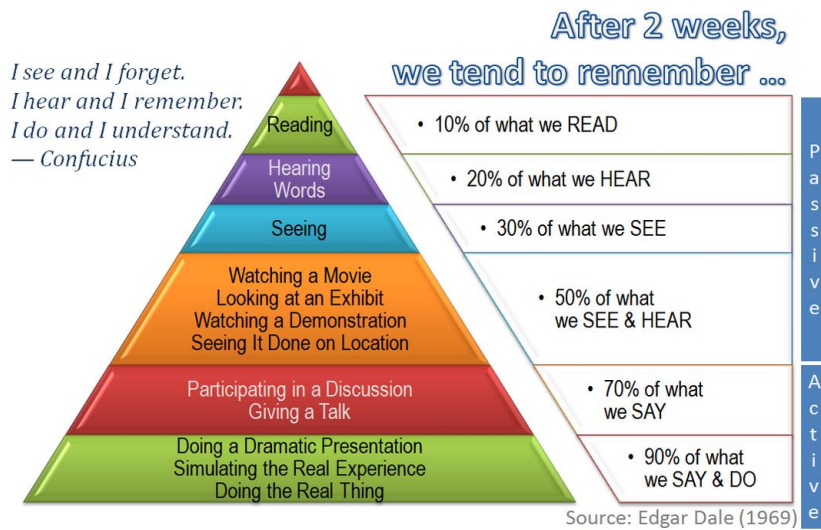 After 2 weeks,
we tend to remember ...
I see and I forget.
I hear and I remember.
I do and I understand.
— Confucius
Reading
• 10% of what we READ
Hearing
Words
• 20% of what we HEAR
Seeing
• 30% of what we SEE
Watching a Movie
Looking at an Exhibit
Watching a Demonstration
Seeing It Done on Location
• 50% of what
we SEE & HEAR
Participating in a Discussion
Giving a Talk
• 70% of what
we SAY
Doing a Dramatic Presentation
Simulating the Real Experience
Doing the Real Thing
• 90% of what
we SAY & DO
Passive
Active
Source: Edgar Dale (1969)